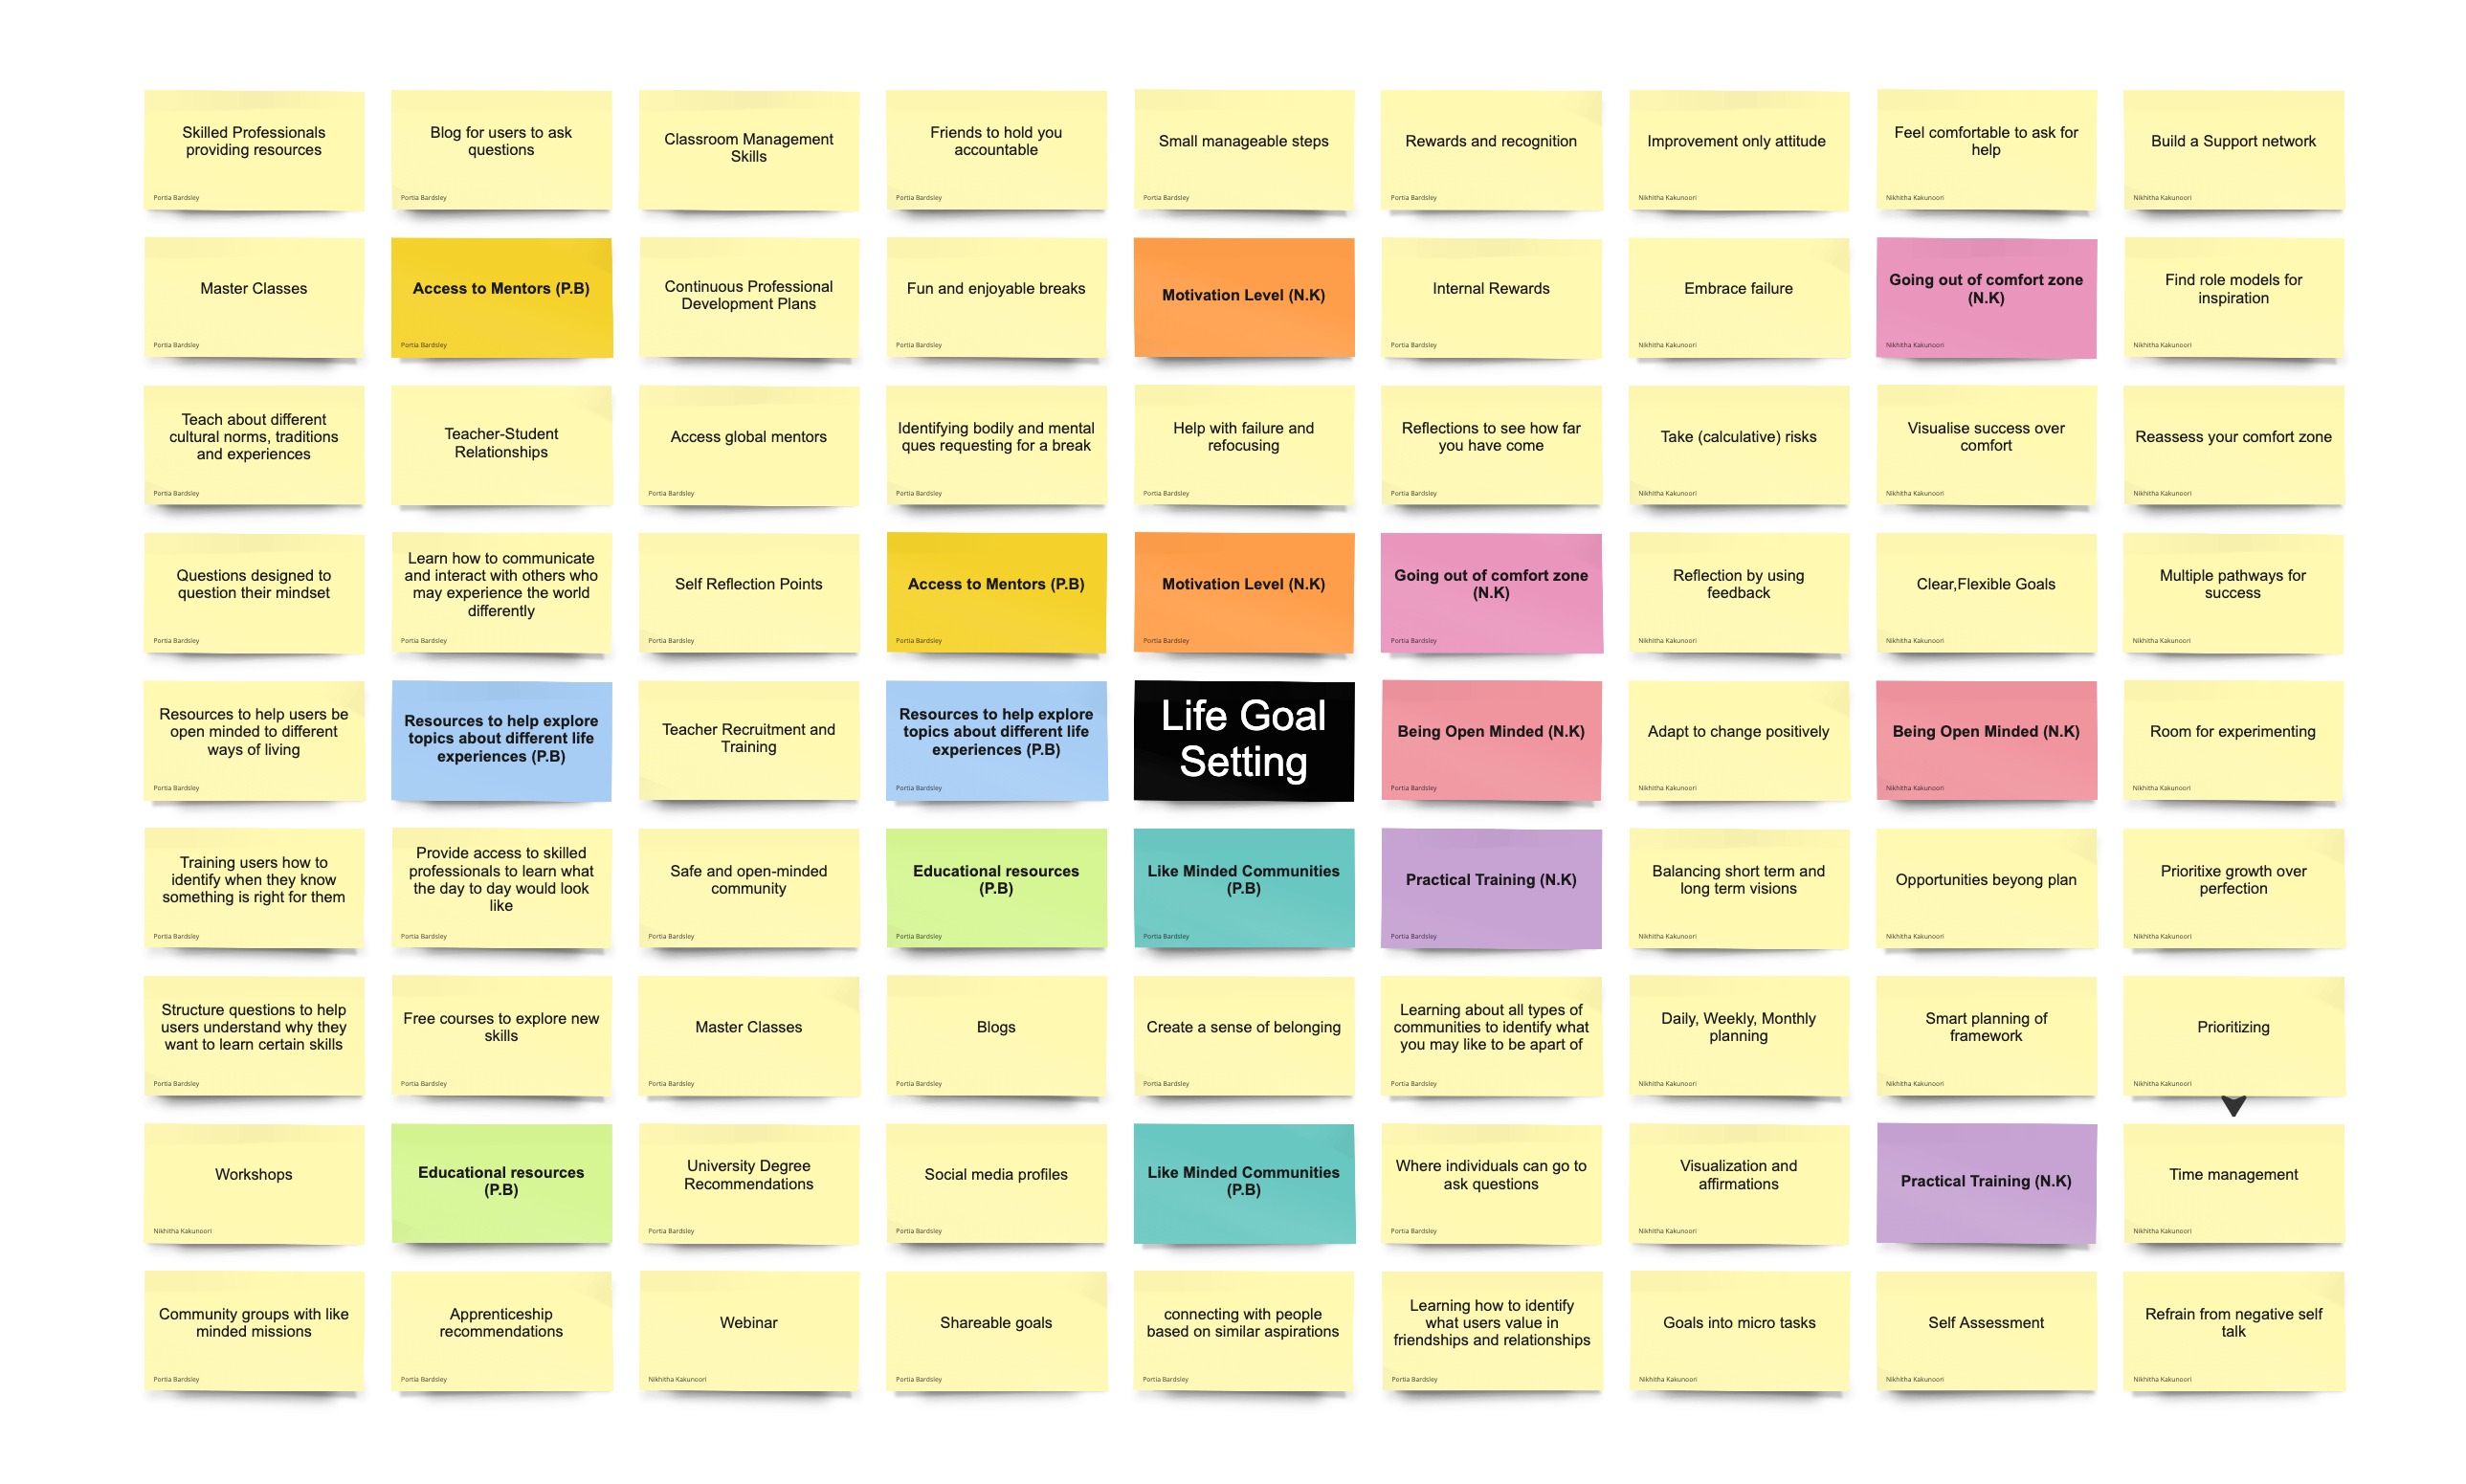 Skilled Professionals
providing resources
Portia Bardsley
Blog for users to ask
questions
Portia Bardsley
Classroom Management
Skills
Friends to hold you
accountable
Portia Bardsley
Small manageable steps
Portia Bardsley
Rewards and recognition
Portia Bardsley
Improvement only attitude
Nikhitha Kakunoori
Feel comfortable to ask for
help
Nikhitha Kakunoori
Build a Support network
Nikhitha Kakunoori
Master Classes
Portia Bardsley
Access to Mentors (P.B)
Portia Bardsley
Continuous Professional
Development Plans
Fun and enjoyable breaks
Portia Bardsley
Motivation Level (N.K)
Internal Rewards
Portia Bardsley
Embrace failure
Nikhitha Kakunoori
Going out of comfort zone
(N.K)
Nikhitha Kakunoori
Find role models for
inspiration
Nikhitha Kakunoori
Teach about different
cultural norms, traditions
and experiences
Portia Bardsley
Teacher-Student
Relationships
Access global mentors
Portia Bardsley
Identifying bodily and mental
ques requesting for a break
Portia Bardsley
Help with failure and
refocusing
Portia Bardsley
Reflections to see how far
you have come
Portia Bardsley
Take (calculative) risks
Nikhitha Kakunoori
Visualise success over
comfort
Nikhitha Kakunoori
Reassess your comfort zone
Nikhitha Kakunoori
Questions designed to
question their mindset
Portia Bardsley
Learn how to communicate
and interact with others who
may experience the world
differently
Portia Bardsley
Self Reflection Points
Portia Bardsley
Access to Mentors (P.B)
Portia Bardsley
Motivation Level (N.K)
Portia Bardsley
Going out of comfort zone
(N.K)
Portia Bardsley
Reflection by using
feedback
Nikhitha Kakunoori
Clear,Flexible Goals
Nikhitha Kakunoori
Multiple pathways for
success
Nikhitha Kakunoori
Resources to help users be
open minded to different
ways of living
Portia Bardsley
Resources to help explore
topics about different life
experiences (P.B)
Teacher Recruitment and
Training
Resources to help explore
topics about different life
experiences (P.B)
Portia Bardsley
Life Goal
Setting
Being Open Minded (N.K)
Portia Bardsley
Adapt to change positively
Nikhitha Kakunoori
Being Open Minded (N.K)
Nikhitha Kakunoori
Room for experimenting
Nikhitha Kakunoori
Training users how to
identify when they know
something is right for them
Portia Bardsley
Provide access to skilled
professionals to learn what
the day to day would look
like
Portia Bardsley
Safe and open-minded
community
Portia Bardsley
Educational resources
(P.B)
Portia Bardsley
Like Minded Communities
(P.B)
Portia Bardsley
Practical Training (N.K)
Portia Bardsley
Balancing short term and
long term visions
Nikhitha Kakunoori
Opportunities beyong plan
Nikhitha Kakunoori
Prioritixe growth over
perfection
Nikhitha Kakunoori
Structure questions to help
users understand why they
want to learn certain skills
Portia Bardsley
Free courses to explore new
skills
Portia Bardsley
Master Classes
Portia Bardsley
Blogs
Portia Bardsley
Create a sense of belonging
Portia Bardsley
Learning about all types of
communities to identify what
you may like to be apart of
Portia Bardsley
Daily, Weekly, Monthly
planning
Nikhitha Kakunoori
Smart planning of
framework
Nikhitha Kakunoori
Prioritizing
Nikhitha Kakunoori
Workshops
Nikhitha Kakunoori
Educational resources
(P.B)
University Degree
Recommendations
Portia Bardsley
Social media profiles
Portia Bardsley
Like Minded Communities
(P.B)
Where individuals can go to
ask questions
Portia Bardsley
Visualization and
affirmations
Nikhitha Kakunoori
Practical Training (N.K)
Time management
Nikhitha Kakunoori
Community groups with like
minded missions
Portia Bardsley
Apprenticeship
recommendations
Portia Bardsley
Webinar
Nikhitha Kakunoori
Shareable goals
Portia Bardsley
connecting with people
based on similar aspirations
Portia Bardsley
Learning how to identify
what users value in
friendships and relationships
Portia Bardsley
Goals into micro tasks
Nikhitha Kakunoori
Self Assessment
Nikhitha Kakunoori
Refrain from negative self
talk
Nikhitha Kakunoori